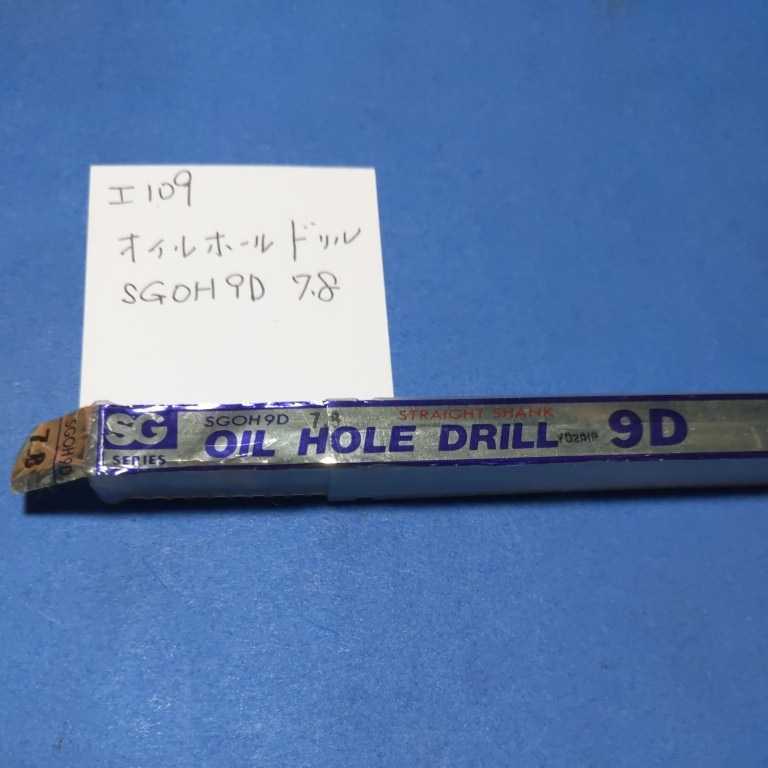 エ109
オイルホールドリル
SGOH9D 7.8
SG
SERIES
SGOH9D 7.8 STRAIGHT SHANK
OIL HOLE DRILL 9D
SGOH9D
7.8